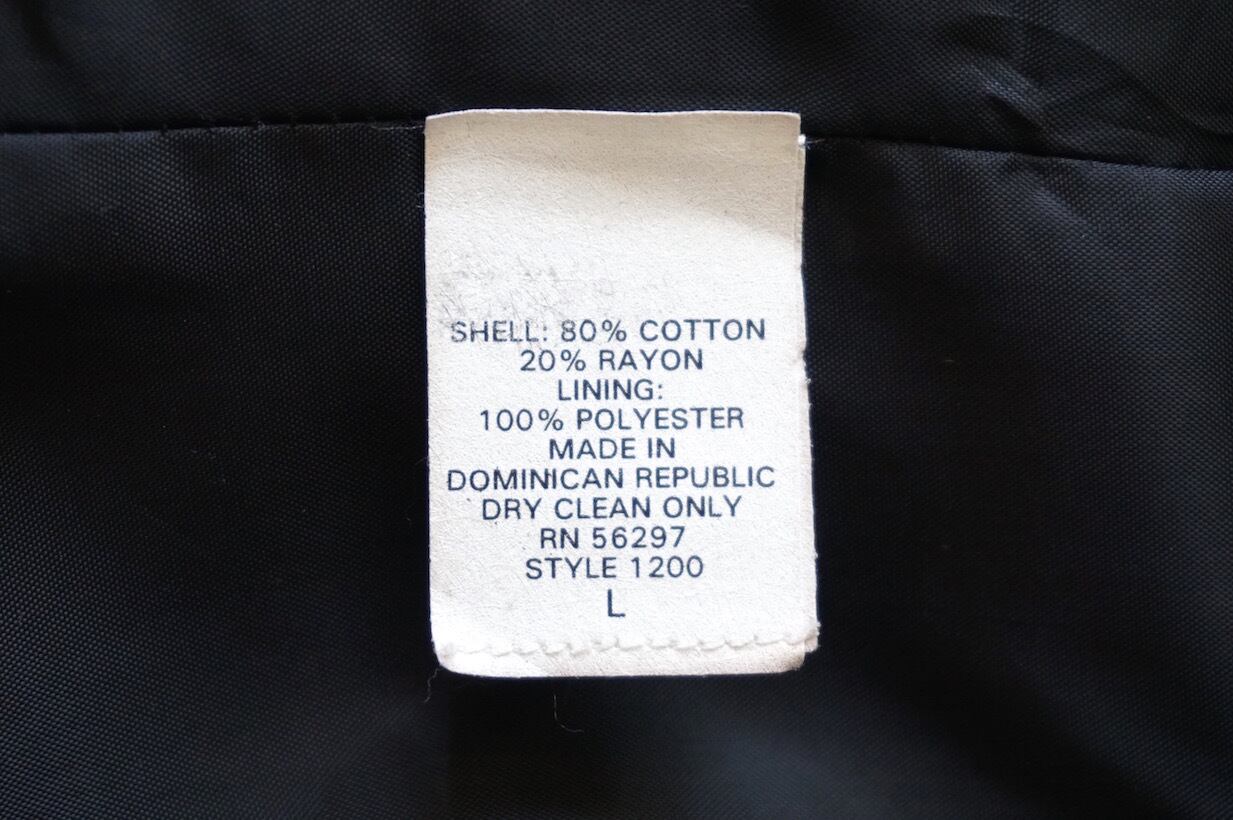 SHELL: 80% COTTON
20% RAYON
LINING:
100% POLYESTER
MADE IN
DOMINICAN REPUBLIC
DRY CLEAN ONLY
RN 56297
STYLE 1200
L